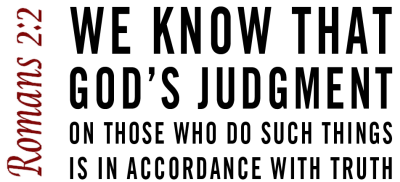 Romans 2:2
WE KNOW THAT
GOD'S JUDGMENT
ON THOSE WHO DO SUCH THINGS
IS IN ACCORDANCE WITH TRUTH